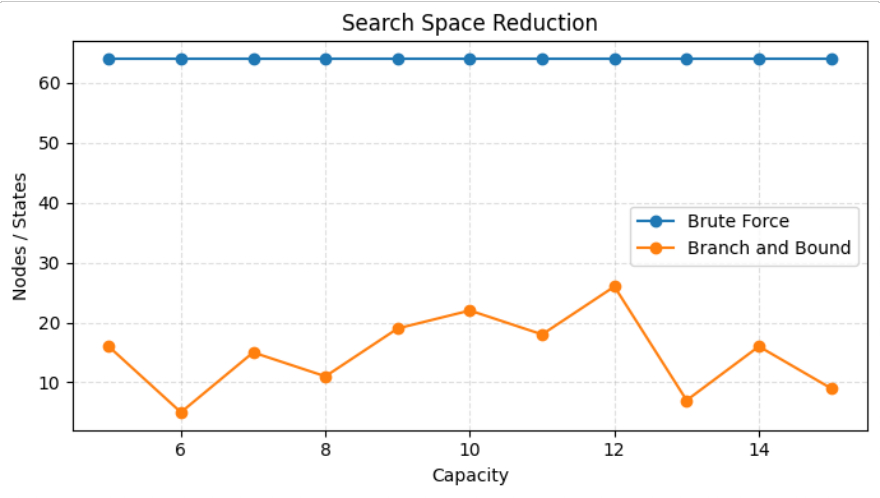 Search Space Reduction
60
50
40
30
20
10
Nodes / States
Brute Force
Branch and Bound
6 8 10 12 14
Capacity